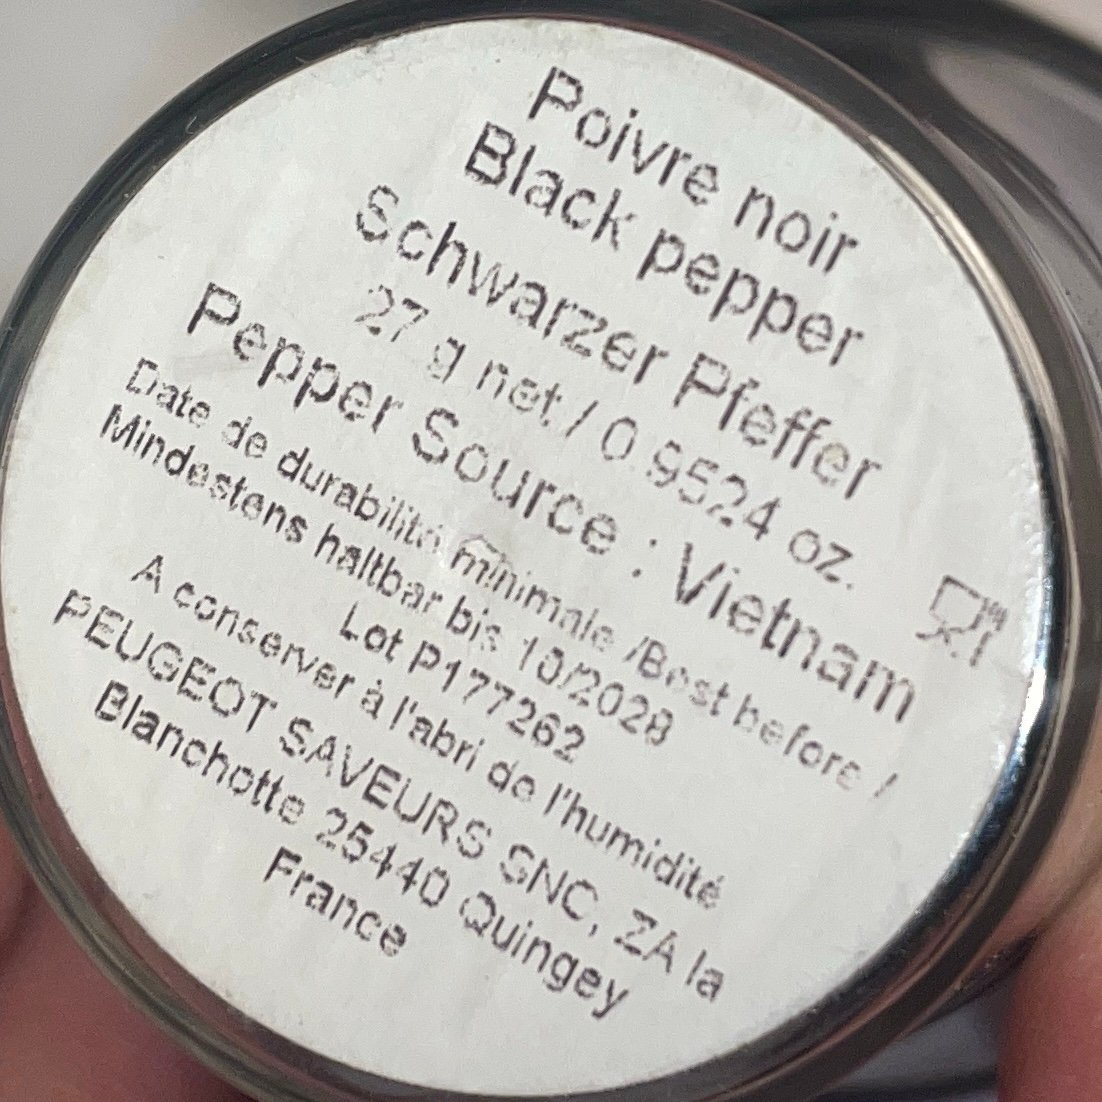 Poivre noir
Black pepper
Schwarzer Pfeffer
27 g net / 0.9524 oz.
Pepper Source : Vietnam
Date de durabilité minimale /Best before /
Mindestens haltbar bis 10/2028
Lot P177262
A conserver à l'abri de l'humidité
PEUGEOT SAVEURS SNC, ZA la
Blanchotte 25440 Quingey
France